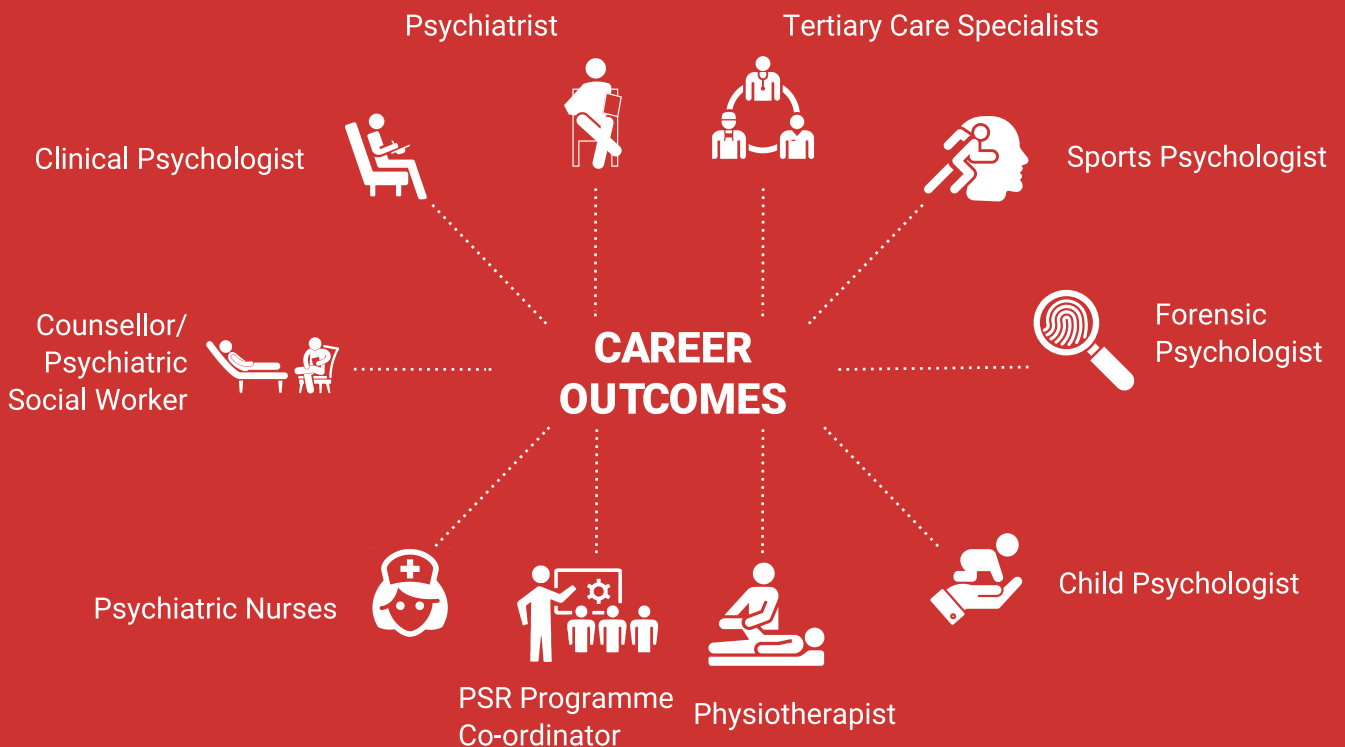 Psychiatrist
Tertiary Care Specialists
Clinical Psychologist
Sports Psychologist
Counsellor/
Psychiatric
Social Worker
CAREER
OUTCOMES
Forensic
Psychologist
Psychiatric Nurses
Child Psychologist
PSR Programme
Co-ordinator
Physiotherapist